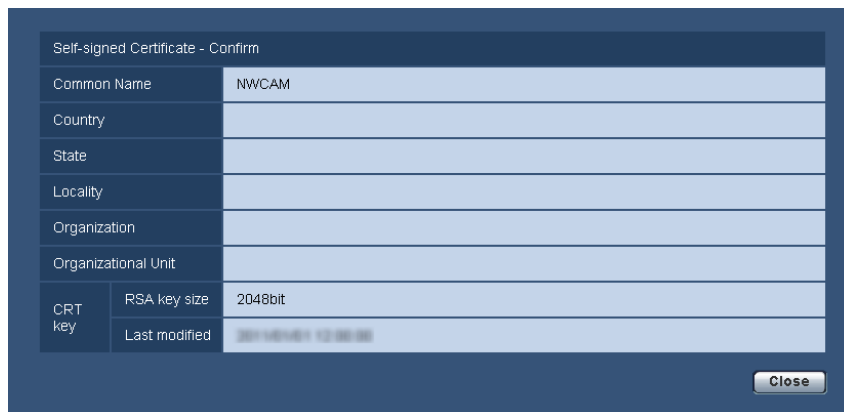 Self-signed Certificate - Confirm
Common Name NWCAM
Country
State
Locality
Organization
Organizational Unit
CRT key
RSA key size 2048bit
Last modified
Close